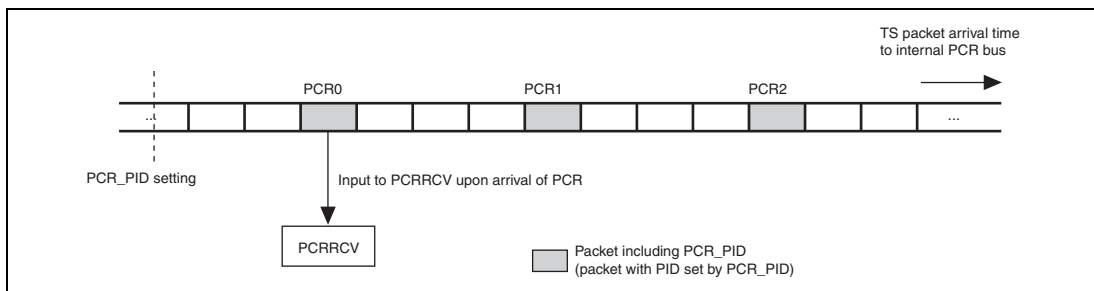 TS packet arrival time
to internal PCR bus
PCR0
PCR1
PCR2
...
...
PCR_PID setting
Input to PCRRCV upon arrival of PCR
PCRRCV
Packet including PCR_PID
(packet with PID set by PCR_PID)